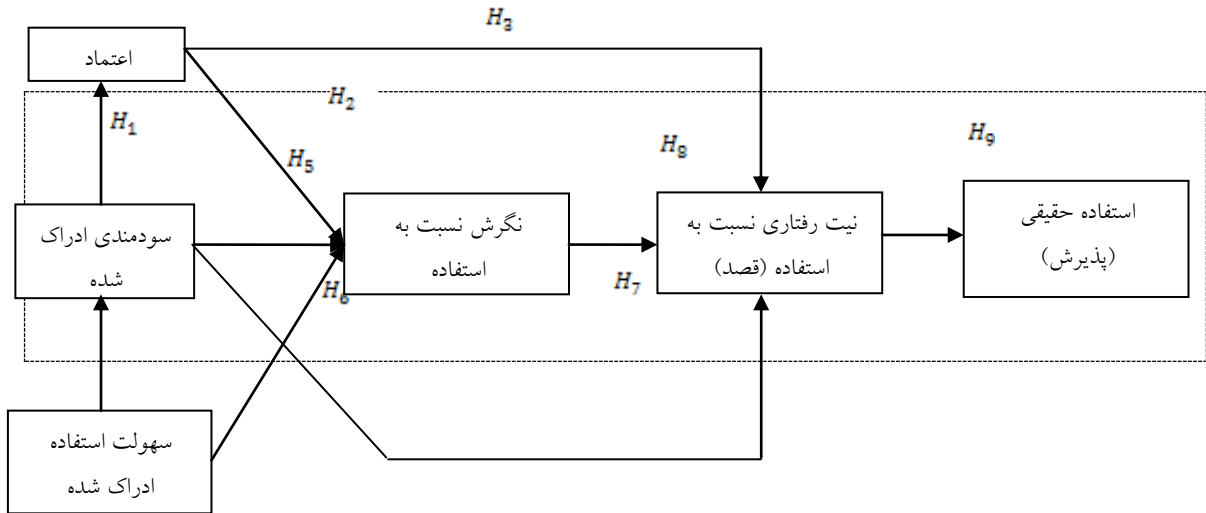 H₃
اعتماد
H₂
H₁
H₈
H₉
H₅
سودمندی ادراک
شده
نگرش نسبت به
استفاده
نیت رفتاری نسبت به
استفاده (قصد)
استفاده حقیقی
(پذیرش)
H₆
H₇
سهولت استفاده
ادراک شده